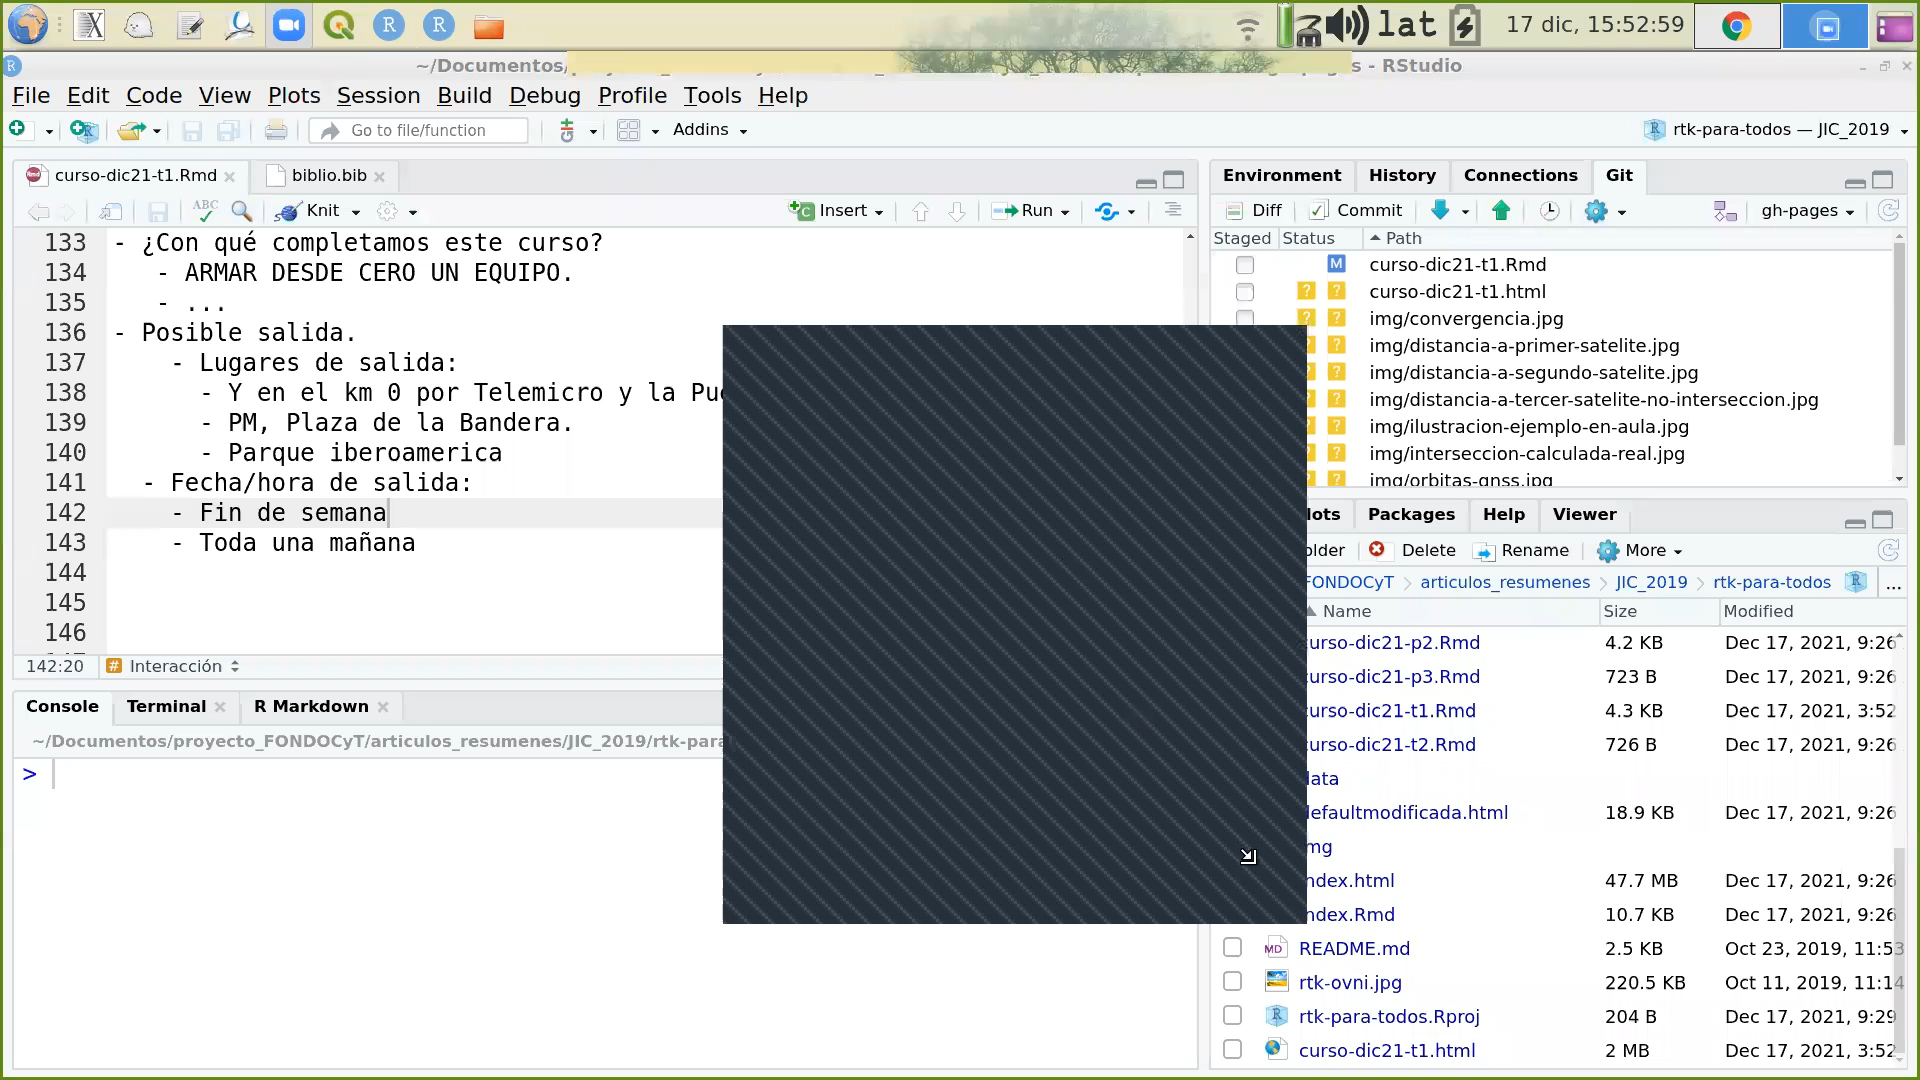 lat
17 dic, 15:52:59
~/Documentos/
- RStudio
File Edit Code View Plots Session Build Debug Profile Tools Help
Go to file/function
Addins
rtk-para-todos — JIC_2019
curso-dic21-t1.Rmd
biblio.bib
ABC
Knit
Insert
Run
133 - ¿Con qué completamos este curso?
134 - ARMAR DESDE CERO UN EQUIPO.
135 - ...
136 - Posible salida.
137 - Lugares de salida:
138 - Y en el km 0 por Telemicro y la
139 - PM, Plaza de la Bandera.
140 - Parque iberoamerica
141 - Fecha/hora de salida:
142 - Fin de semana
143 - Toda una mañana
144
145
146
142:20 # Interacción
Console Terminal R Markdown
~/Documentos/proyecto_FONDOCyT/articulos_resumenes/JIC_2019/rtk-para
>
Environment History Connections Git
Diff Commit gh-pages
Staged Status Path
M curso-dic21-t1.Rmd
? ? curso-dic21-t1.html
? ? img/convergencia.jpg
? img/distancia-a-primer-satelite.jpg
? img/distancia-a-segundo-satelite.jpg
? img/distancia-a-tercer-satelite-no-interseccion.jpg
? img/ilustracion-ejemplo-en-aula.jpg
? img/interseccion-calculada-real.jpg
? img/orbitas-gnss.jpg
lots Packages Help Viewer
older Delete Rename More
FONDOCyT > articulos_resumenes > JIC_2019 > rtk-para-todos ...
Name Size Modified
urso-dic21-p2.Rmd 4.2 KB Dec 17, 2021, 9:26
urso-dic21-p3.Rmd 723 B Dec 17, 2021, 9:26
urso-dic21-t1.Rmd 4.3 KB Dec 17, 2021, 3:52
urso-dic21-t2.Rmd 726 B Dec 17, 2021, 9:26
data
defaultmodificada.html 18.9 KB Dec 17, 2021, 9:26
mg
ndex.html 47.7 MB Dec 17, 2021, 9:26
ndex.Rmd 10.7 KB Dec 17, 2021, 9:26
MD README.md 2.5 KB Oct 23, 2019, 11:53
rtk-ovni.jpg 220.5 KB Oct 11, 2019, 11:14
rtk-para-todos.Rproj 204 B Dec 17, 2021, 9:29
curso-dic21-t1.html 2 MB Dec 17, 2021, 3:52